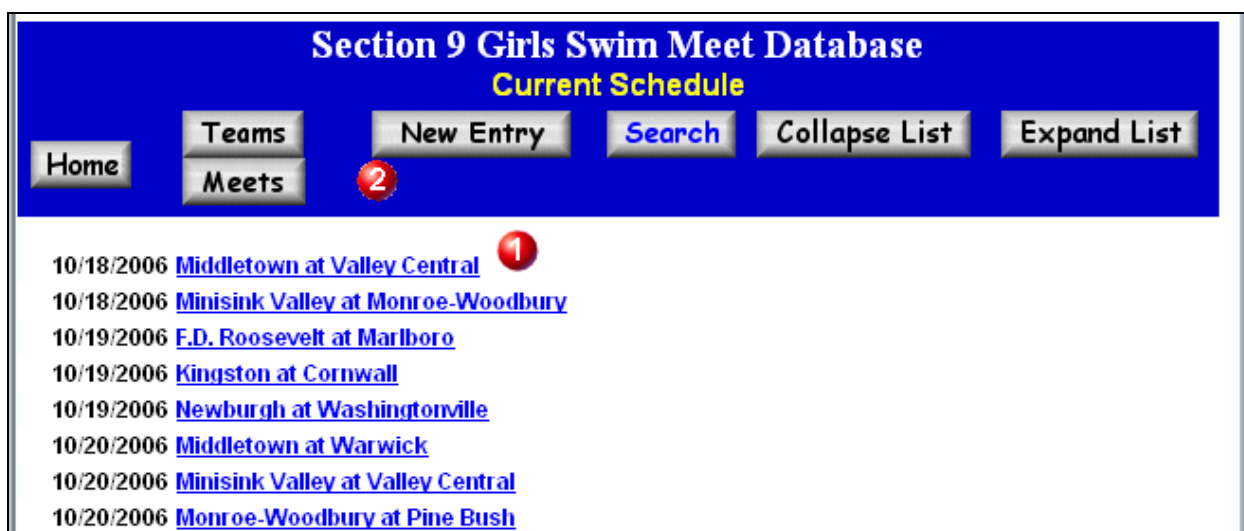 Section 9 Girls Swim Meet Database
Current Schedule
Home
Teams
Meets
New Entry
Search
Collapse List
Expand List
2
1
10/18/2006 Middletown at Valley Central
10/18/2006 Minisink Valley at Monroe-Woodbury
10/19/2006 F.D. Roosevelt at Marlboro
10/19/2006 Kingston at Cornwall
10/19/2006 Newburgh at Washingtonville
10/20/2006 Middletown at Warwick
10/20/2006 Minisink Valley at Valley Central
10/20/2006 Monroe-Woodbury at Pine Bush